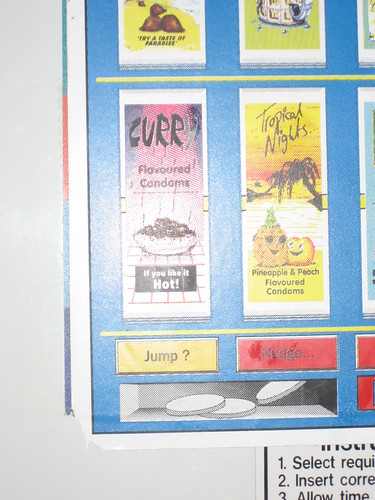 "TRY A TASTE OF
PARADISE"
CURRY
Flavoured
Condoms
If you like it
Hot!
Tropical
Nights.
Pineapple & Peach
Flavoured
Condoms
Jump ?
Nudge...
1. Select requi
2. Insert corre
3. Allow time